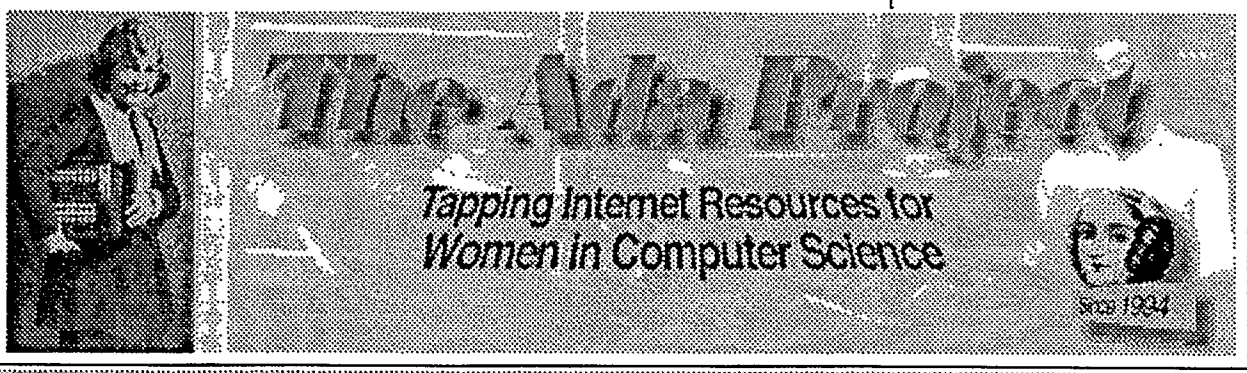 The Ada Project
Tapping Internet Resources for
Women in Computer Science
Since 1994